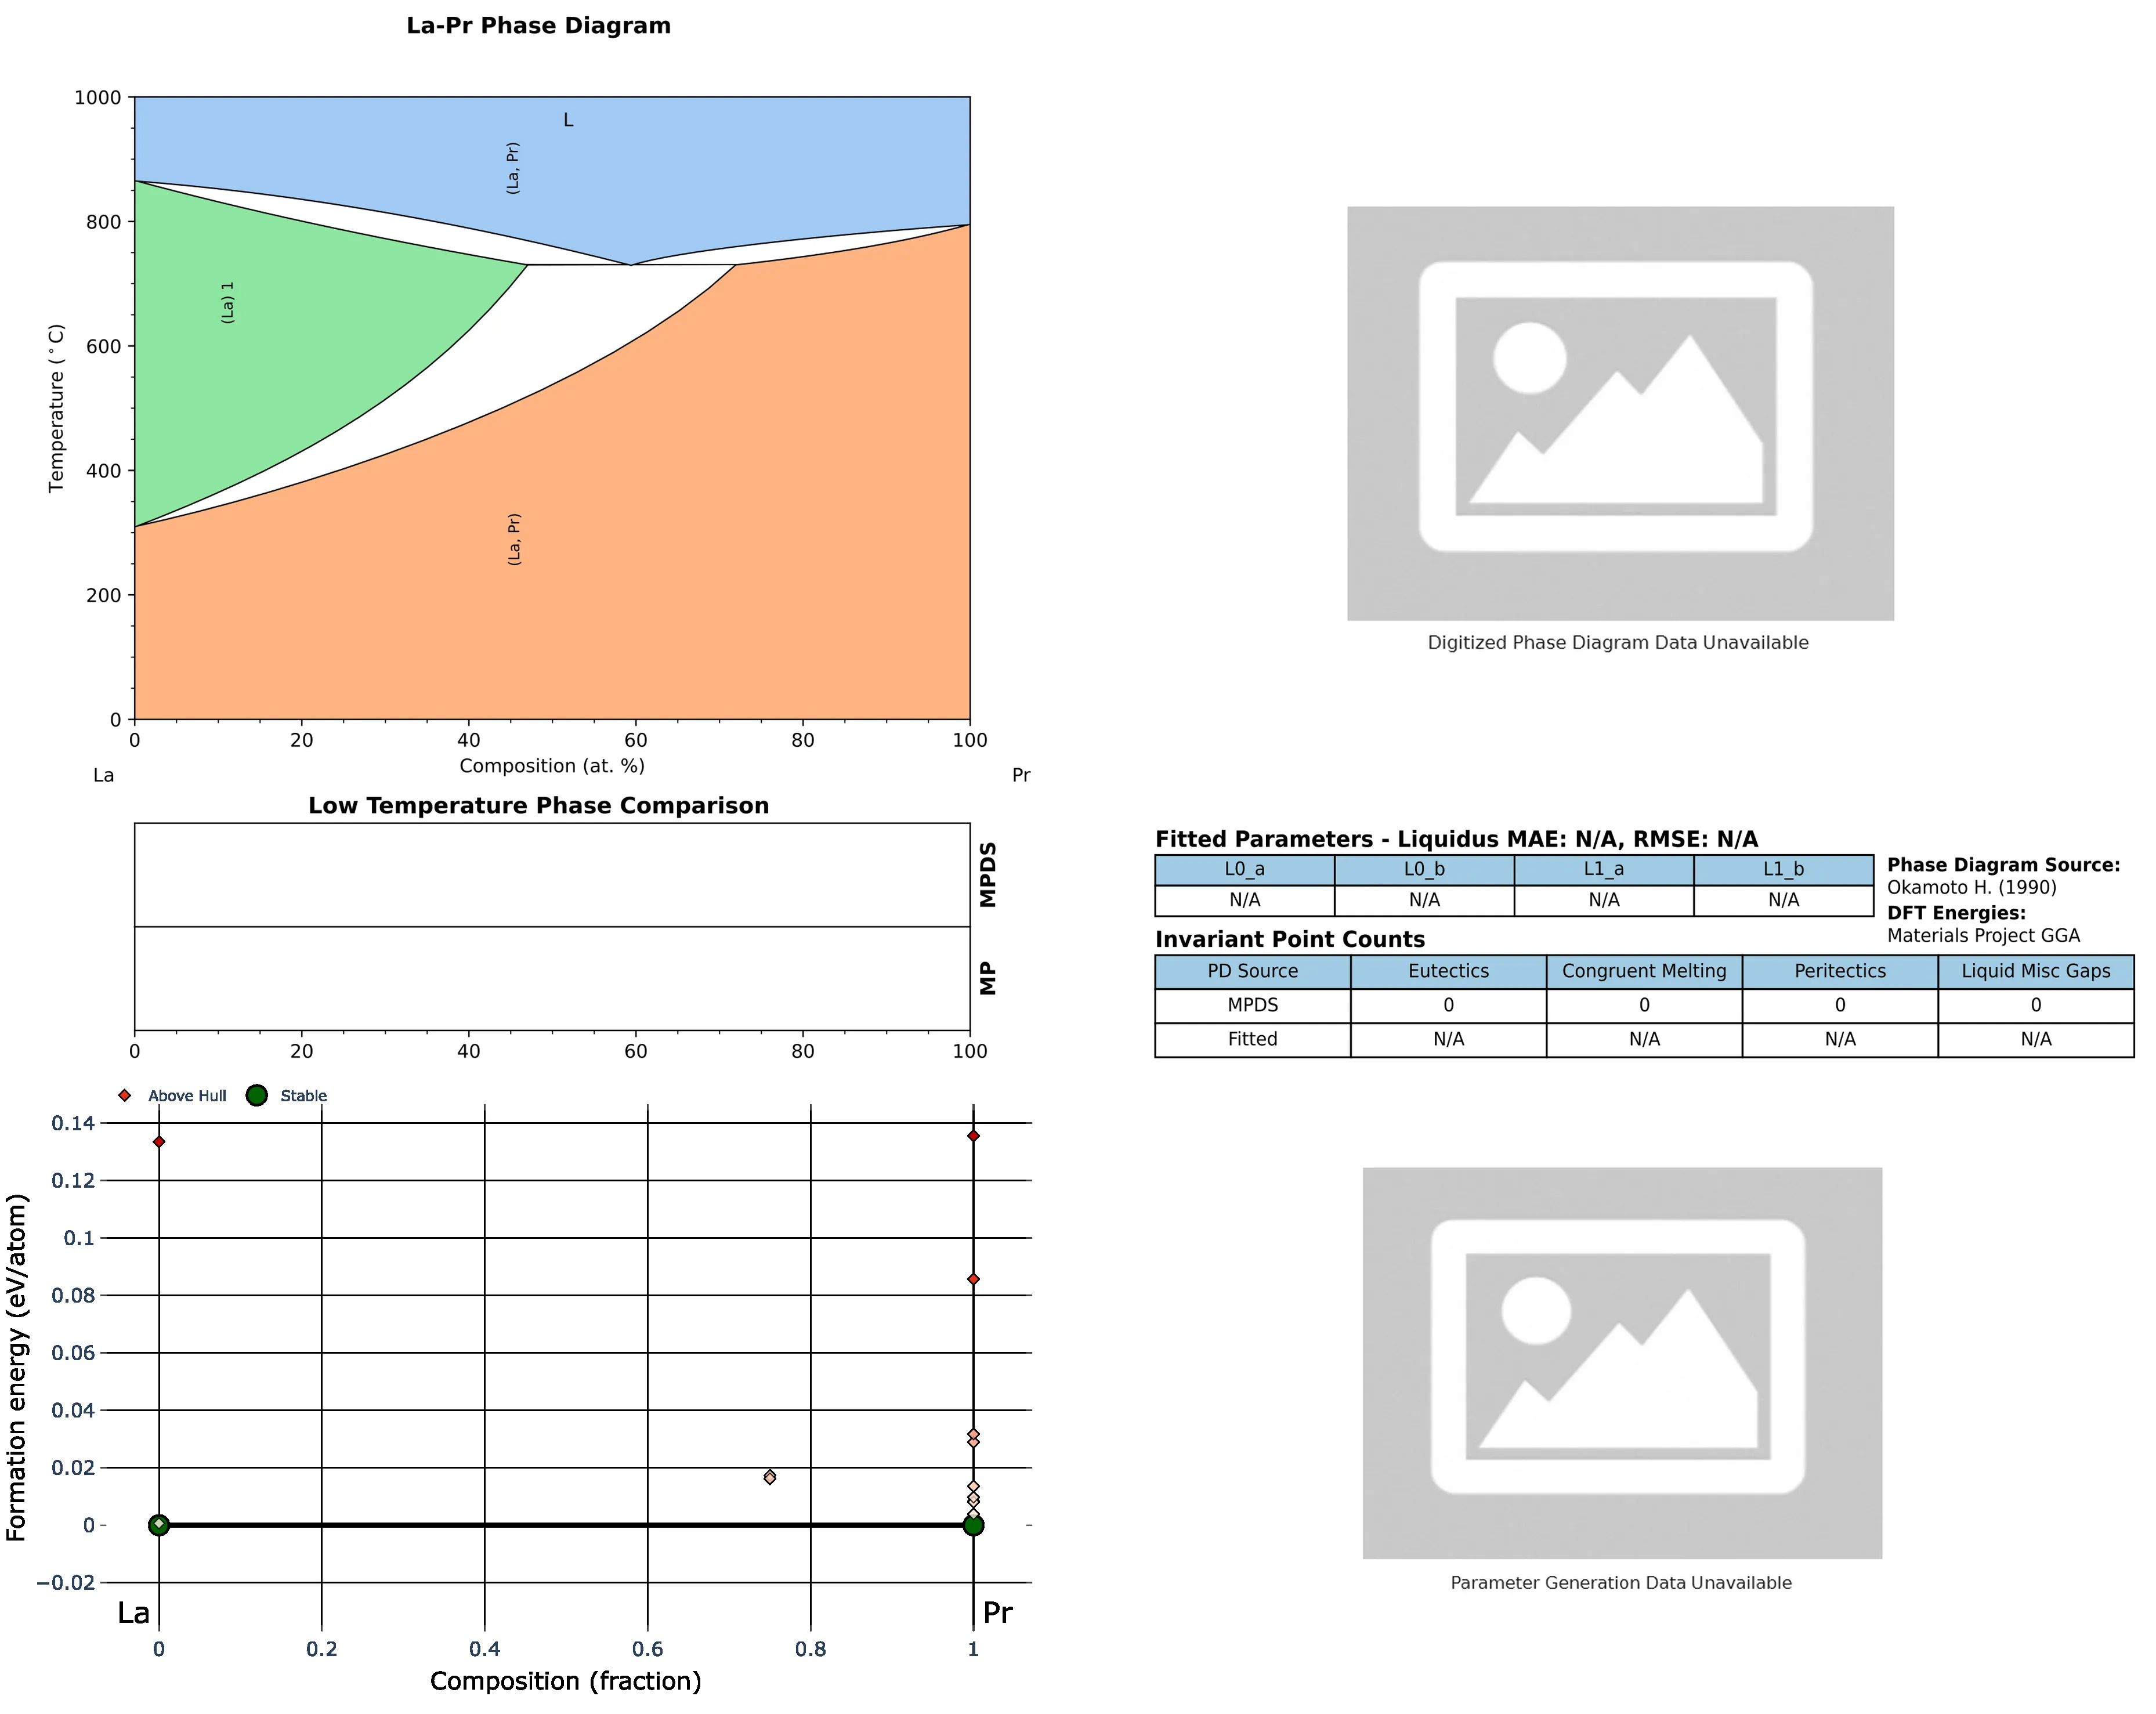 La-Pr Phase Diagram
1000
800
600
400
200
0
Temperature (°C)
L
(La, Pr)
(La) 1
(La, Pr)
0 20 40 60 80 100
Composition (at. %)
La Pr
Digitized Phase Diagram Data Unavailable
Low Temperature Phase Comparison
MPDS
MP
0 20 40 60 80 100
Fitted Parameters - Liquidus MAE: N/A, RMSE: N/A
L0_a L0_b L1_a L1_b
N/A N/A N/A N/A
Phase Diagram Source:
Okamoto H. (1990)
DFT Energies:
Materials Project GGA
Invariant Point Counts
PD Source Eutectics Congruent Melting Peritectics Liquid Misc Gaps
MPDS 0 0 0 0
Fitted N/A N/A N/A N/A
Above Hull Stable
0.14
0.12
0.1
0.08
0.06
0.04
0.02
0
−0.02
Formation energy (eV/atom)
La Pr
0 0.2 0.4 0.6 0.8 1
Composition (fraction)
Parameter Generation Data Unavailable